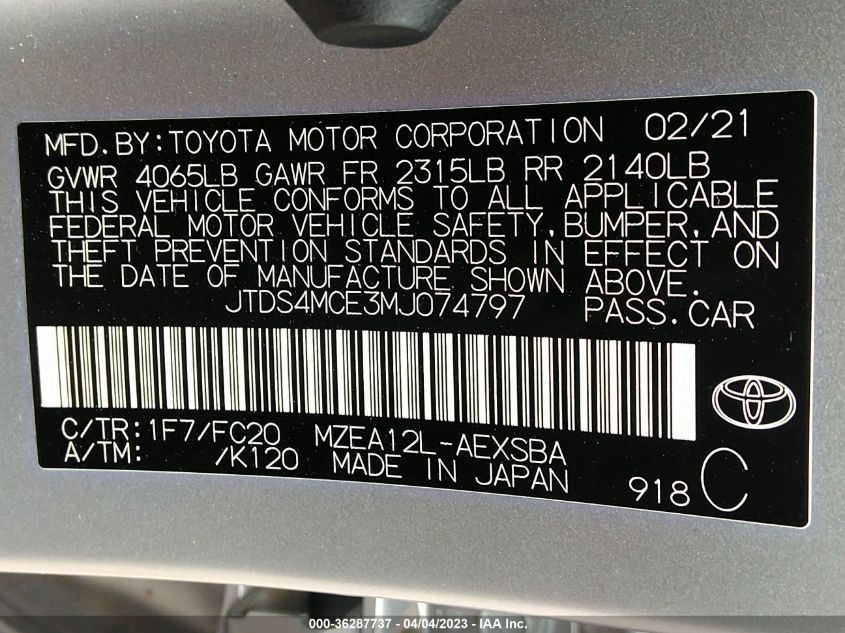 MFD.BY:TOYOTA MOTOR CORPORATION 02/21
GVWR 4065LB GAWR FR 2315LB RR 2140LB
THIS VEHICLE CONFORMS TO ALL APPLICABLE
FEDERAL MOTOR VEHICLE SAFETY,BUMPER,AND
THEFT PREVENTION STANDARDS IN EFFECT ON
THE DATE OF MANUFACTURE SHOWN ABOVE.
JTDS4MCE3MJ074797 PASS.CAR
C/TR:1F7/FC20 MZEA12L-AEXSBA
A/TM: /K120 MADE IN JAPAN
918 C
000-36287737 - 04/04/2023 - 04/04 IAA, Inc.